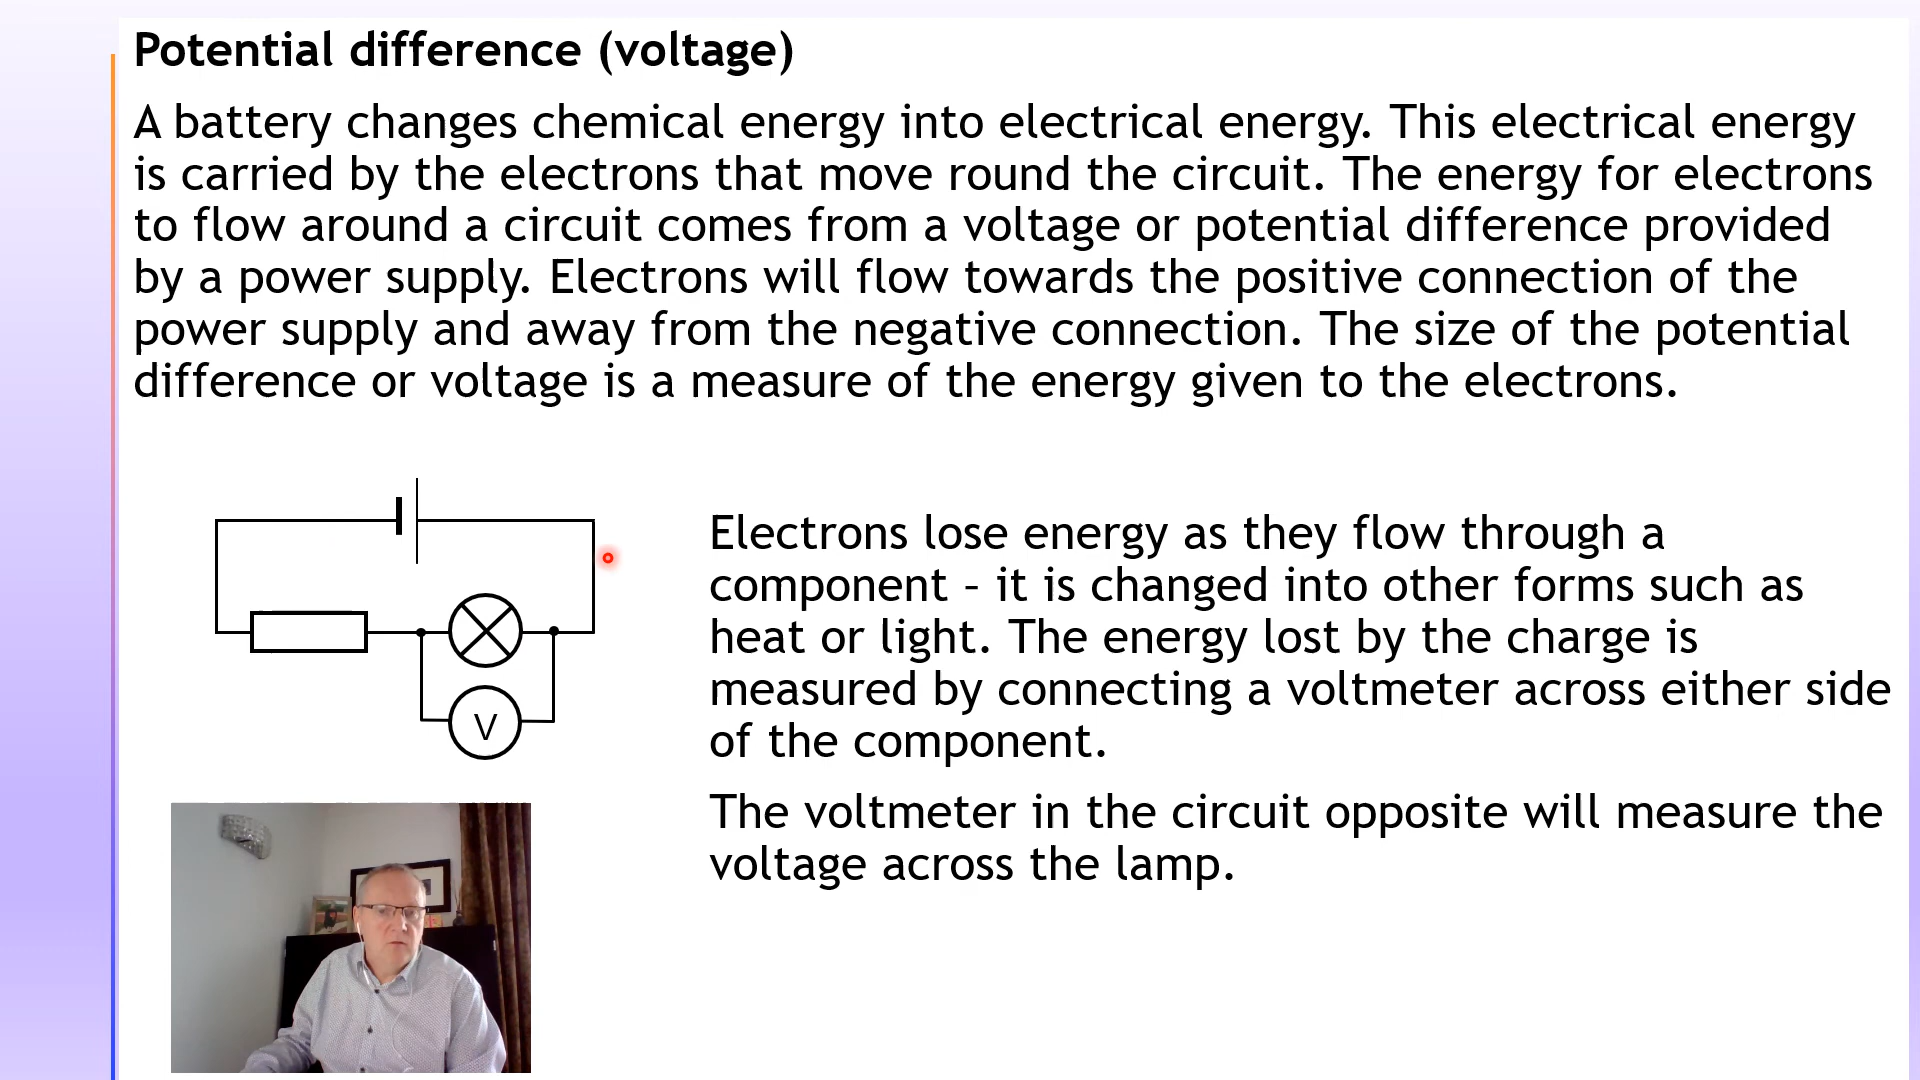 Potential difference (voltage)
A battery changes chemical energy into electrical energy. This electrical energy
is carried by the electrons that move round the circuit. The energy for electrons
to flow around a circuit comes from a voltage or potential difference provided
by a power supply. Electrons will flow towards the positive connection of the
power supply and away from the negative connection. The size of the potential
difference or voltage is a measure of the energy given to the electrons.
Electrons lose energy as they flow through a
component – it is changed into other forms such as
heat or light. The energy lost by the charge is
measured by connecting a voltmeter across either side
of the component.
V
The voltmeter in the circuit opposite will measure the
voltage across the lamp.